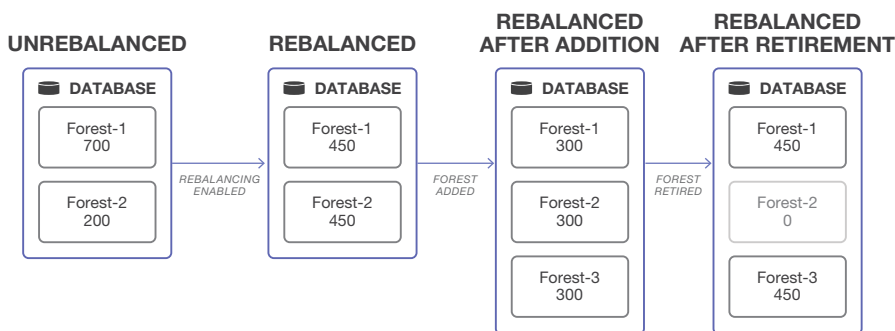 UNREBALANCED
DATABASE
Forest-1
700
Forest-2
200
REBALANCING
ENABLED
REBALANCED
DATABASE
Forest-1
450
Forest-2
450
FOREST
ADDED
REBALANCED
AFTER ADDITION
DATABASE
Forest-1
300
Forest-2
300
Forest-3
300
FOREST
RETIRED
REBALANCED
AFTER RETIREMENT
DATABASE
Forest-1
450
Forest-2
0
Forest-3
450